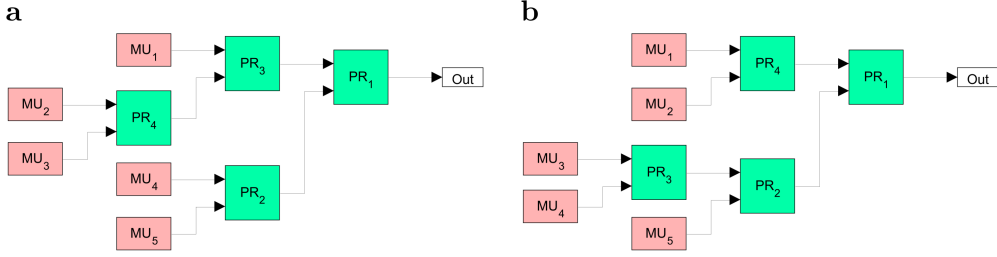 a
MU₁
PR₃
PR₁
Out
MU₂
PR₄
MU₃
MU₄
PR₂
MU₅
b
MU₁
PR₄
PR₁
Out
MU₂
MU₃
PR₃
PR₂
MU₄
MU₅